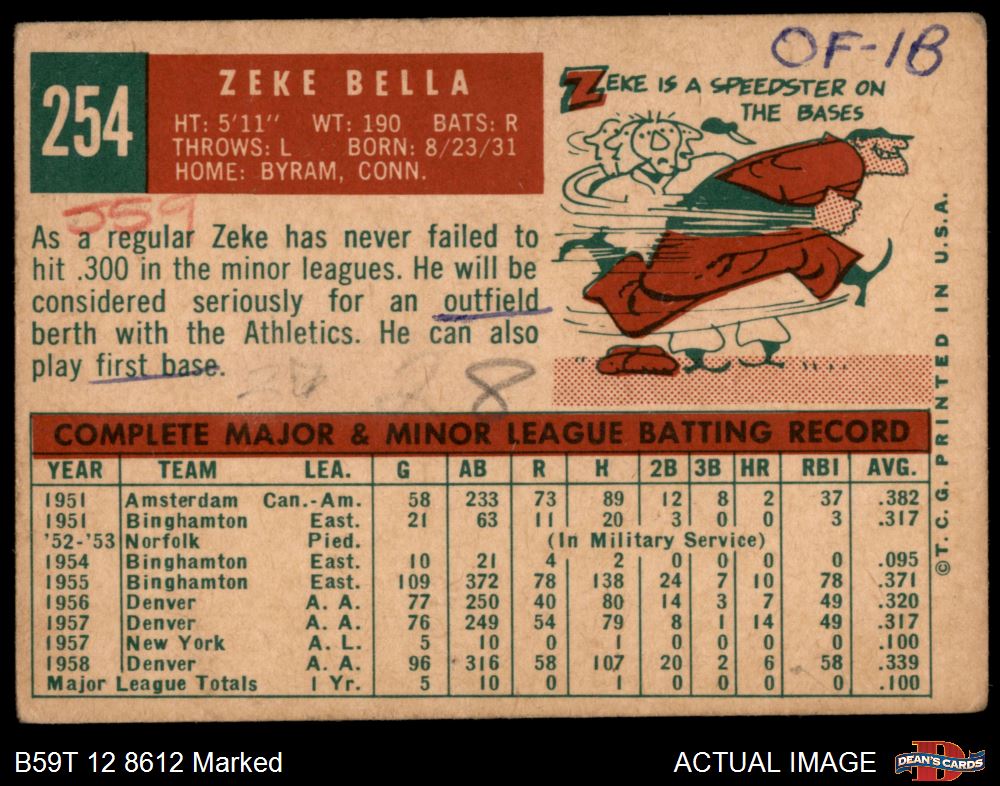 OF-1B
254
ZEKE BELLA
HT: 5'11" WT: 190 BATS: R
THROWS: L BORN: 8/23/31
HOME: BYRAM, CONN.
ZEKE IS A SPEEDSTER ON
THE BASES
J59
As a regular Zeke has never failed to
hit .300 in the minor leagues. He will be
considered seriously for an outfield
berth with the Athletics. He can also
play first base.
8
COMPLETE MAJOR & MINOR LEAGUE BATTING RECORD
YEAR TEAM LEA. G AB R H 2B 3B HR RBI AVG.
1951 Amsterdam Can.-Am. 58 233 73 89 12 8 2 37 .382
1951 Binghamton East. 21 63 11 20 3 0 0 3 .317
'52-'53 Norfolk Pied. (In Military Service)
1954 Binghamton East. 10 21 4 2 0 0 0 0 .095
1955 Binghamton East. 109 372 78 138 24 7 10 78 .371
1956 Denver A. A. 77 250 40 80 14 3 7 49 .320
1957 Denver A. A. 76 249 54 79 8 1 14 49 .317
1957 New York A. L. 5 10 0 1 0 0 0 0 .100
1958 Denver A. A. 96 316 58 107 20 2 6 58 .339
Major League Totals 1 Yr. 5 10 0 1 0 0 0 0 .100
©T. C. G. PRINTED IN U.S.A.
B59T 12 8612 Marked
ACTUAL IMAGE
D
DEAN'S CARDS